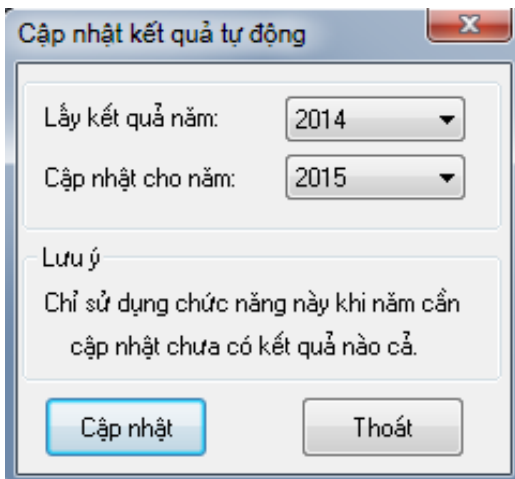 Cập nhật kết quả tự động
Lấy kết quả năm: 2014
Cập nhật cho năm: 2015
Lưu ý
Chỉ sử dụng chức năng này khi năm cần
cập nhật chưa có kết quả nào cả.
Cập nhật Thoát